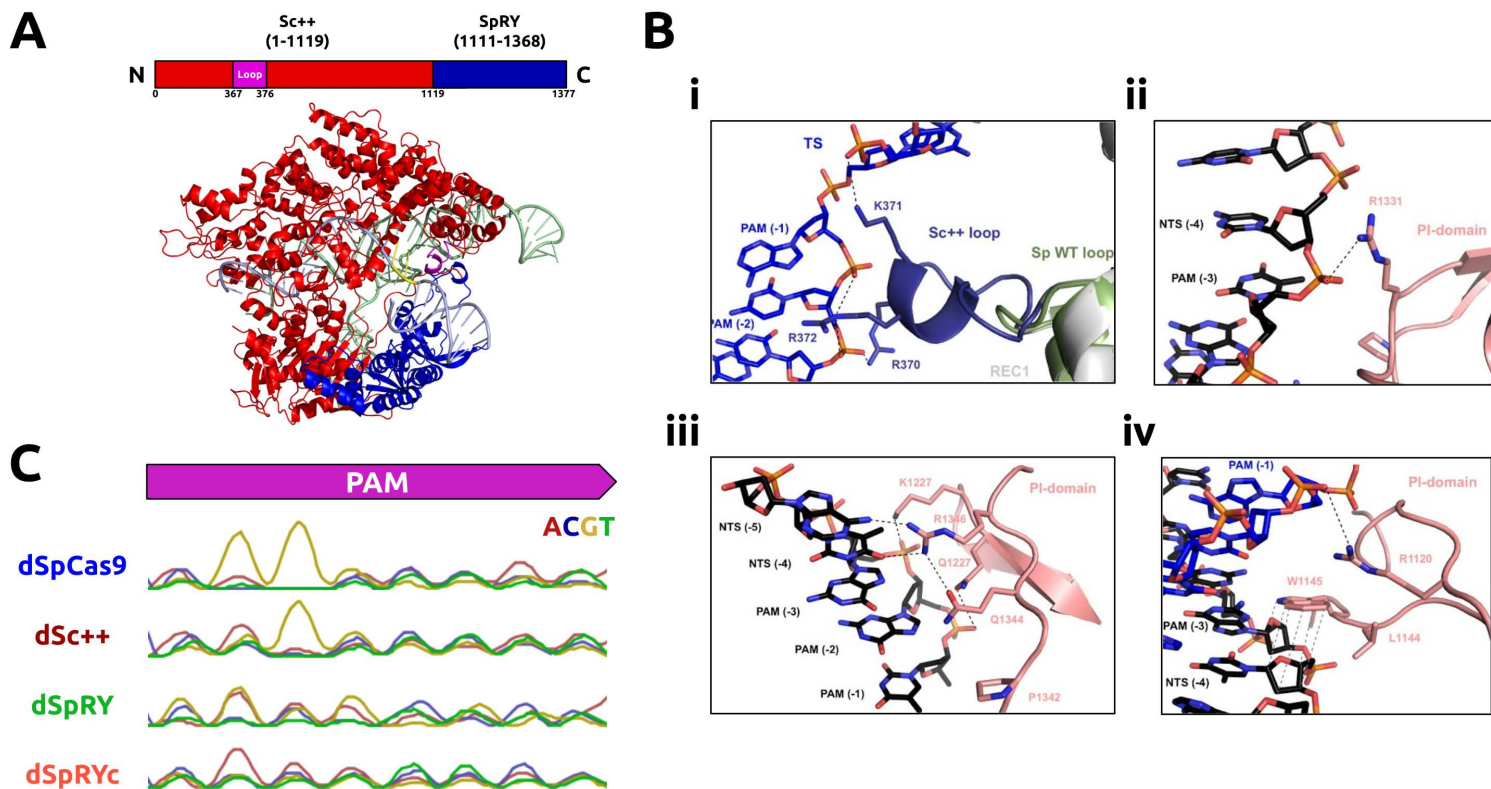 A
Sc++
(1-1119)
SpRY
(1111-1368)
N
Loop
C
0
367
376
1119
1377
B
i
TS
K371
PAM (-1)
Sc++ loop
Sp WT loop
PAM (-2)
R372
R370
REC1
ii
R1331
NTS (-4)
PI-domain
PAM (-3)
iii
K1227
PI-domain
NTS (-5)
R1346
NTS (-4)
Q1227
PAM (-3)
Q1344
PAM (-2)
PAM (-1)
P1342
iv
PAM (-1)
PI-domain
R1120
W1145
PAM (-3)
L1144
NTS (-4)
C
PAM
ACGT
dSpCas9
dSc++
dSpRY
dSpRYc